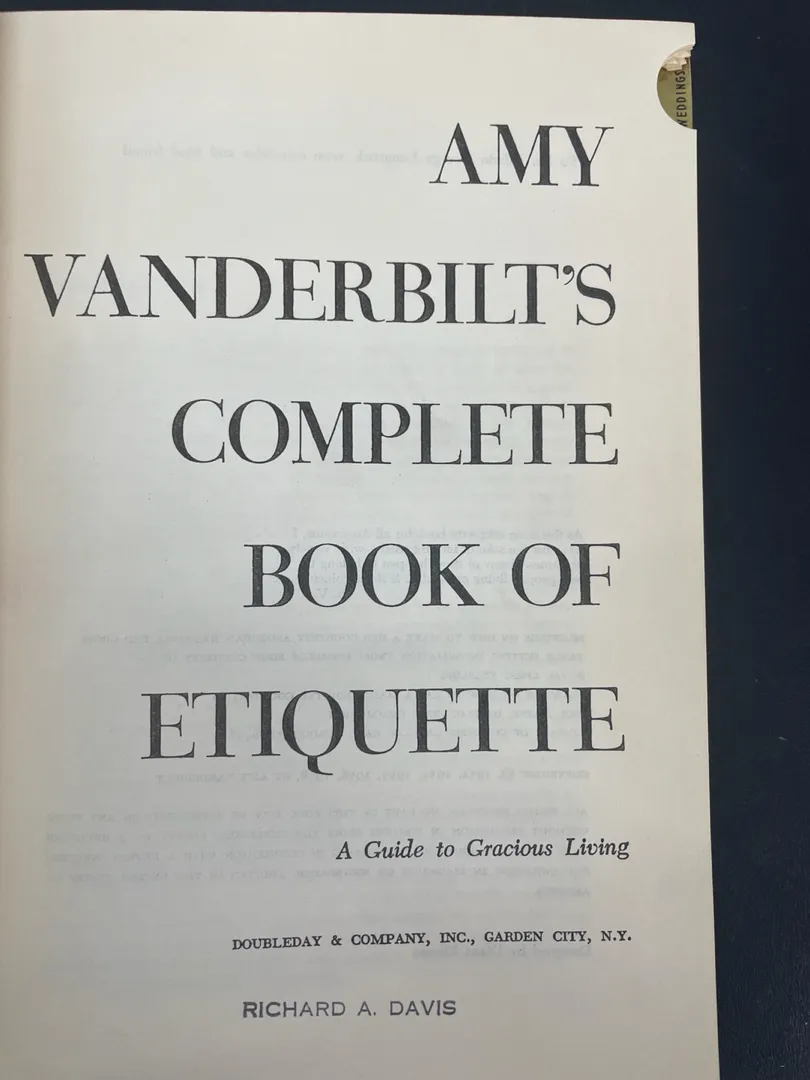 WEDDINGS
AMY
VANDERBILT'S
COMPLETE
BOOK OF
ETIQUETTE
A Guide to Gracious Living
DOUBLEDAY & COMPANY, INC., GARDEN CITY, N.Y.
RICHARD A. DAVIS